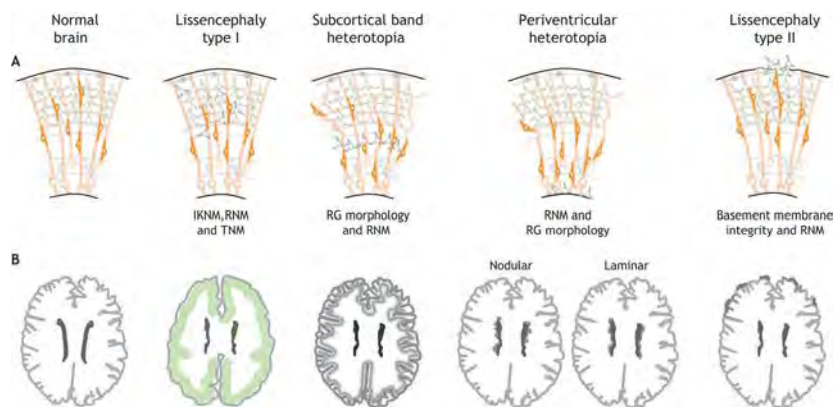 Normal
brain
Lissencephaly
type I
Subcortical band
heterotopia
Periventricular
heterotopia
Lissencephaly
type II
A
IKNM,RNM
and TNM
RG morphology
and RNM
RNM and
RG morphology
Basement membrane
integrity and RNM
B
Nodular
Laminar